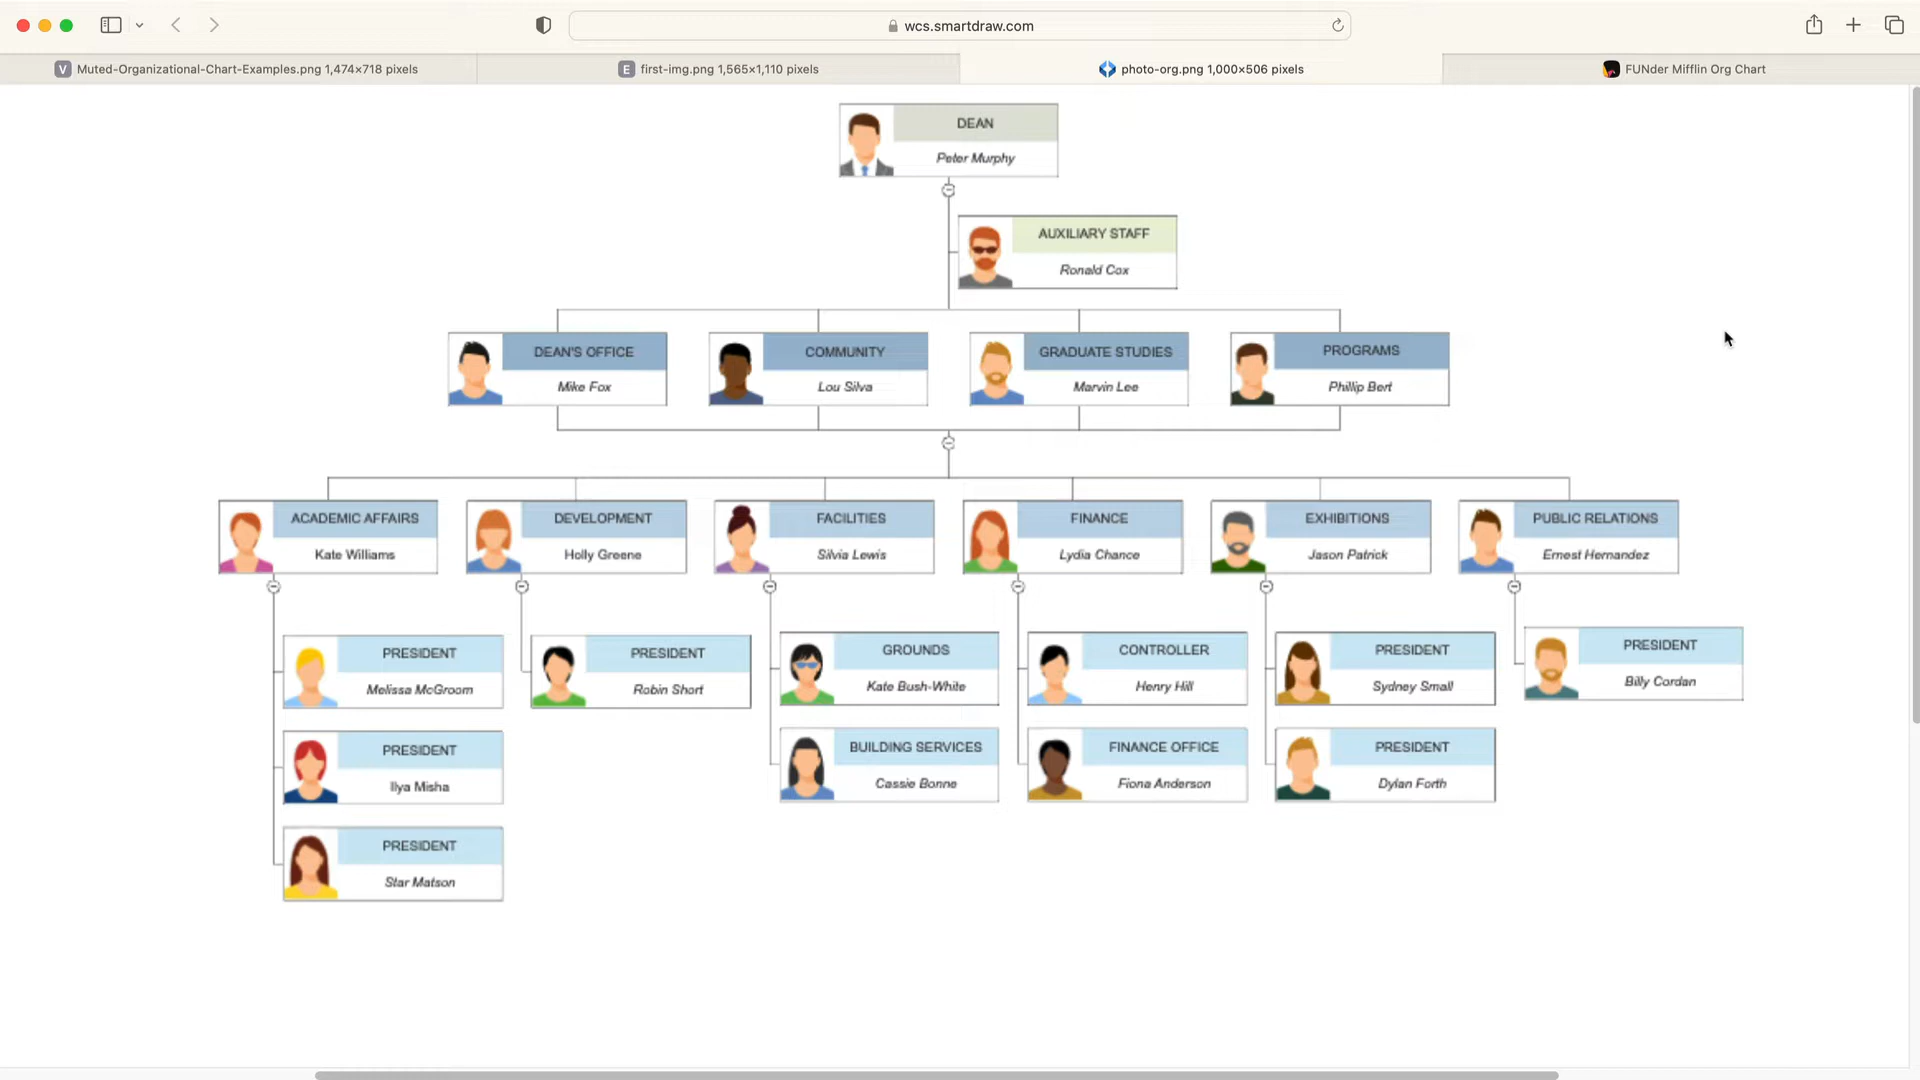 wcs.smartdraw.com
V Muted-Organizational-Chart-Examples.png 1,474×718 pixels
E first-img.png 1,565×1,110 pixels
photo-org.png 1,000×506 pixels
FUNder Mifflin Org Chart
DEAN
Peter Murphy
AUXILIARY STAFF
Ronald Cox
DEAN'S OFFICE
Mike Fox
COMMUNITY
Lou Silva
GRADUATE STUDIES
Marvin Lee
PROGRAMS
Phillip Bert
ACADEMIC AFFAIRS
Kate Williams
DEVELOPMENT
Holly Greene
FACILITIES
Silvia Lewis
FINANCE
Lydia Chance
EXHIBITIONS
Jason Patrick
PUBLIC RELATIONS
Ernest Hernandez
PRESIDENT
Melissa McGroom
PRESIDENT
Robin Short
GROUNDS
Kate Bush-White
CONTROLLER
Henry Hill
PRESIDENT
Sydney Small
PRESIDENT
Billy Cordan
PRESIDENT
Ilya Misha
BUILDING SERVICES
Cassie Bonne
FINANCE OFFICE
Fiona Anderson
PRESIDENT
Dylan Forth
PRESIDENT
Star Matson